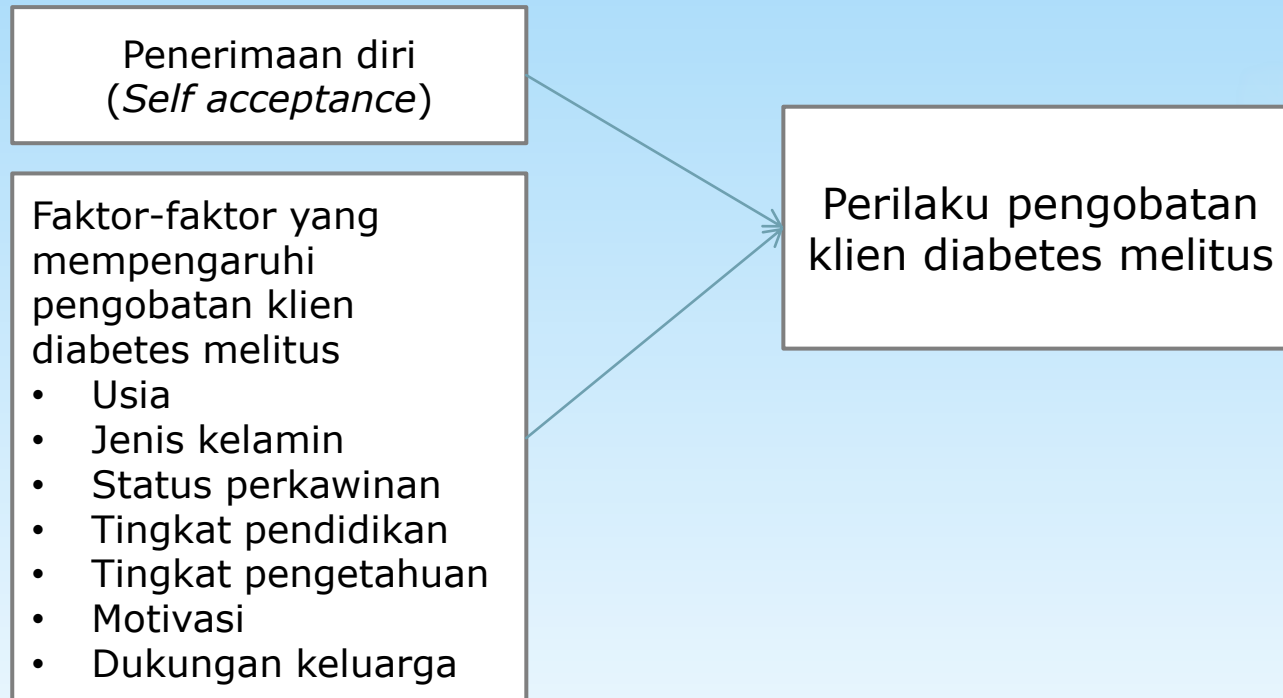 Penerimaan diri
(Self acceptance)
Faktor-faktor yang
mempengaruhi
pengobatan klien
diabetes melitus
• Usia
• Jenis kelamin
• Status perkawinan
• Tingkat pendidikan
• Tingkat pengetahuan
• Motivasi
• Dukungan keluarga
Perilaku pengobatan
klien diabetes melitus